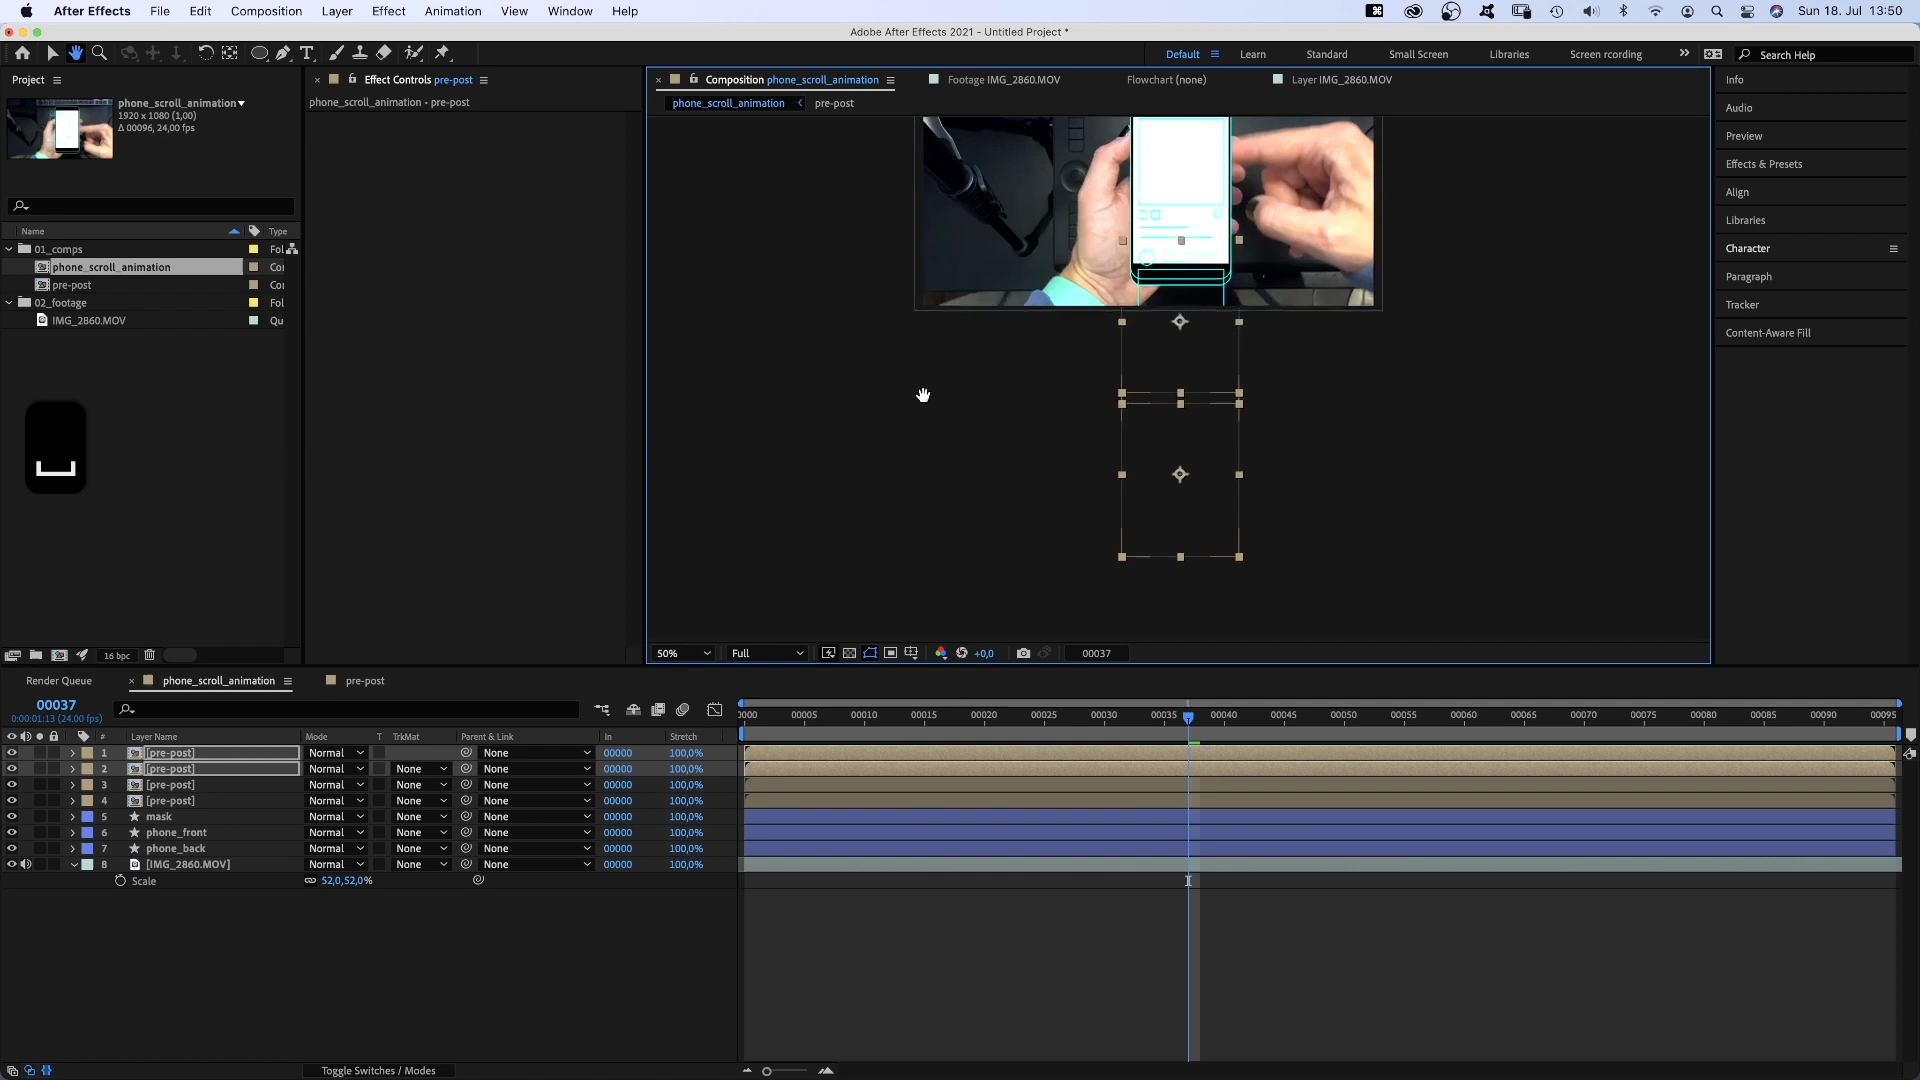 After Effects File Edit Composition Layer Effect Animation View Window Help Sun 18. Jul 13:50
Adobe After Effects 2021 - Untitled Project *
Default Learn Standard Small Screen Libraries Screen rcording Search Help
Project
phone_scroll_animation
1920 x 1080 (1,00)
Δ 00096, 24,00 fps
Name Type
01_comps Fol
phone_scroll_animation Cor
pre-post Cor
02_footage Fol
IMG_2860.MOV Qu
16 bpc
Effect Controls pre-post
phone_scroll_animation • pre-post
Composition phone_scroll_animation Footage IMG_2860.MOV Flowchart (none) Layer IMG_2860.MOV
phone_scroll_animation pre-post
50% Full +0,0 00037
Info
Audio
Preview
Effects & Presets
Align
Libraries
Character
Paragraph
Tracker
Content-Aware Fill
Render Queue phone_scroll_animation pre-post
00037
0:00:01:13 (24.00 fps)
0000 00005 00010 00015 00020 00025 00030 00035 00040 00045 00050 00055 00060 00065 00070 00075 00080 00085 00090 00095
# Layer Name Mode T TrkMat Parent & Link In Stretch
1 [pre-post] Normal None 00000 100,0%
2 [pre-post] Normal None None 00000 100,0%
3 [pre-post] Normal None None 00000 100,0%
4 [pre-post] Normal None None 00000 100,0%
5 mask Normal None None 00000 100,0%
6 phone_front Normal None None 00000 100,0%
7 phone_back Normal None None 00000 100,0%
8 [IMG_2860.MOV] Normal None None 00000 100,0%
Scale 52,0,52,0%
Toggle Switches / Modes